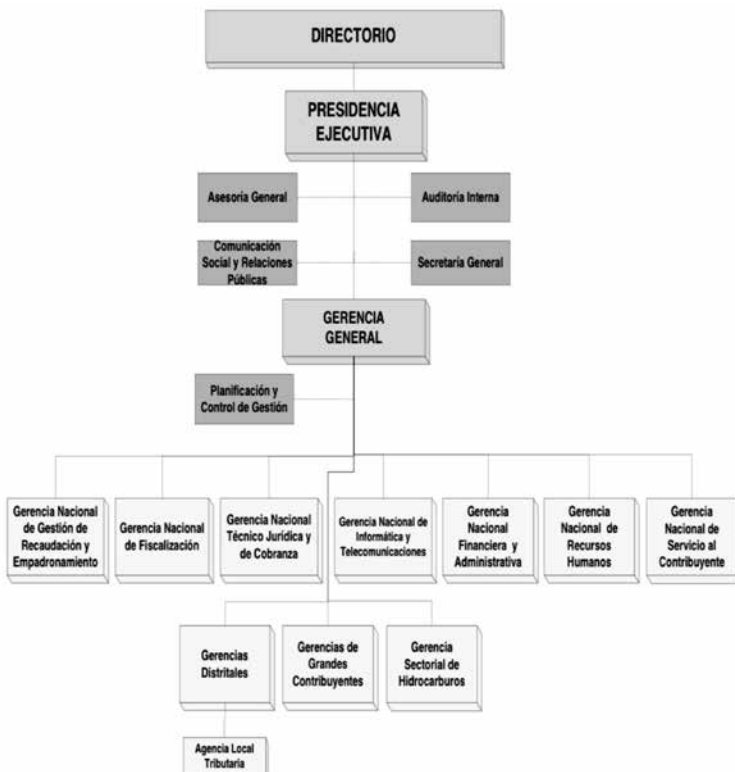 DIRECTORIO
PRESIDENCIA
EJECUTIVA
Asesoría General
Auditoría Interna
Comunicación
Social y Relaciones
Públicas
Secretaría General
GERENCIA
GENERAL
Planificación y
Control de Gestión
Gerencia Nacional
de Gestión de
Recaudación y
Empadronamiento
Gerencia Nacional
de Fiscalización
Gerencia Nacional
Técnico Jurídica y
de Cobranza
Gerencia Nacional de
Informática y
Telecomunicaciones
Gerencia
Nacional
Financiera y
Administrativa
Gerencia
Nacional de
Recursos
Humanos
Gerencia
Nacional de
Servicio al
Contribuyente
Gerencias
Distritales
Gerencias de
Grandes
Contribuyentes
Gerencia
Sectorial de
Hidrocarburos
Agencia Local
Tributaria